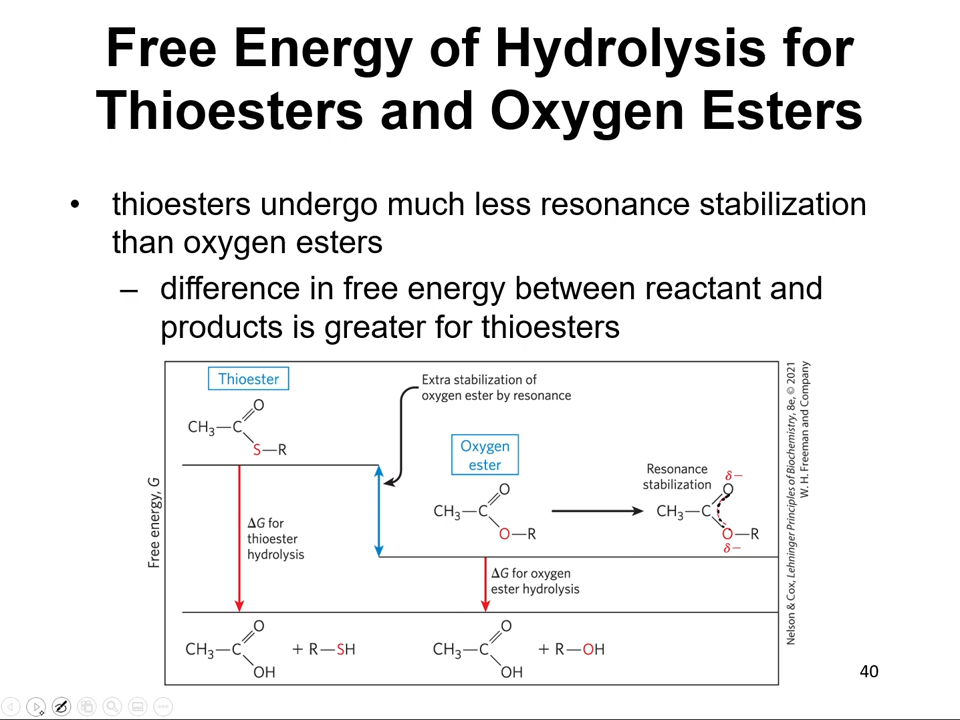 Free Energy of Hydrolysis for
Thioesters and Oxygen Esters
• thioesters undergo much less resonance stabilization
than oxygen esters
– difference in free energy between reactant and
products is greater for thioesters
Thioester
O
CH₃—C
S—R
Extra stabilization of
oxygen ester by resonance
Oxygen
ester
O
CH₃—C
O—R
Resonance
stabilization
δ−
O
CH₃—C
O—R
δ−
Free energy, G
ΔG for
thioester
hydrolysis
ΔG for oxygen
ester hydrolysis
O
CH₃—C + R—SH
OH
O
CH₃—C + R—OH
OH
Nelson & Cox, Lehninger Principles of Biochemistry, 8e, © 2021
W. H. Freeman and Company
40